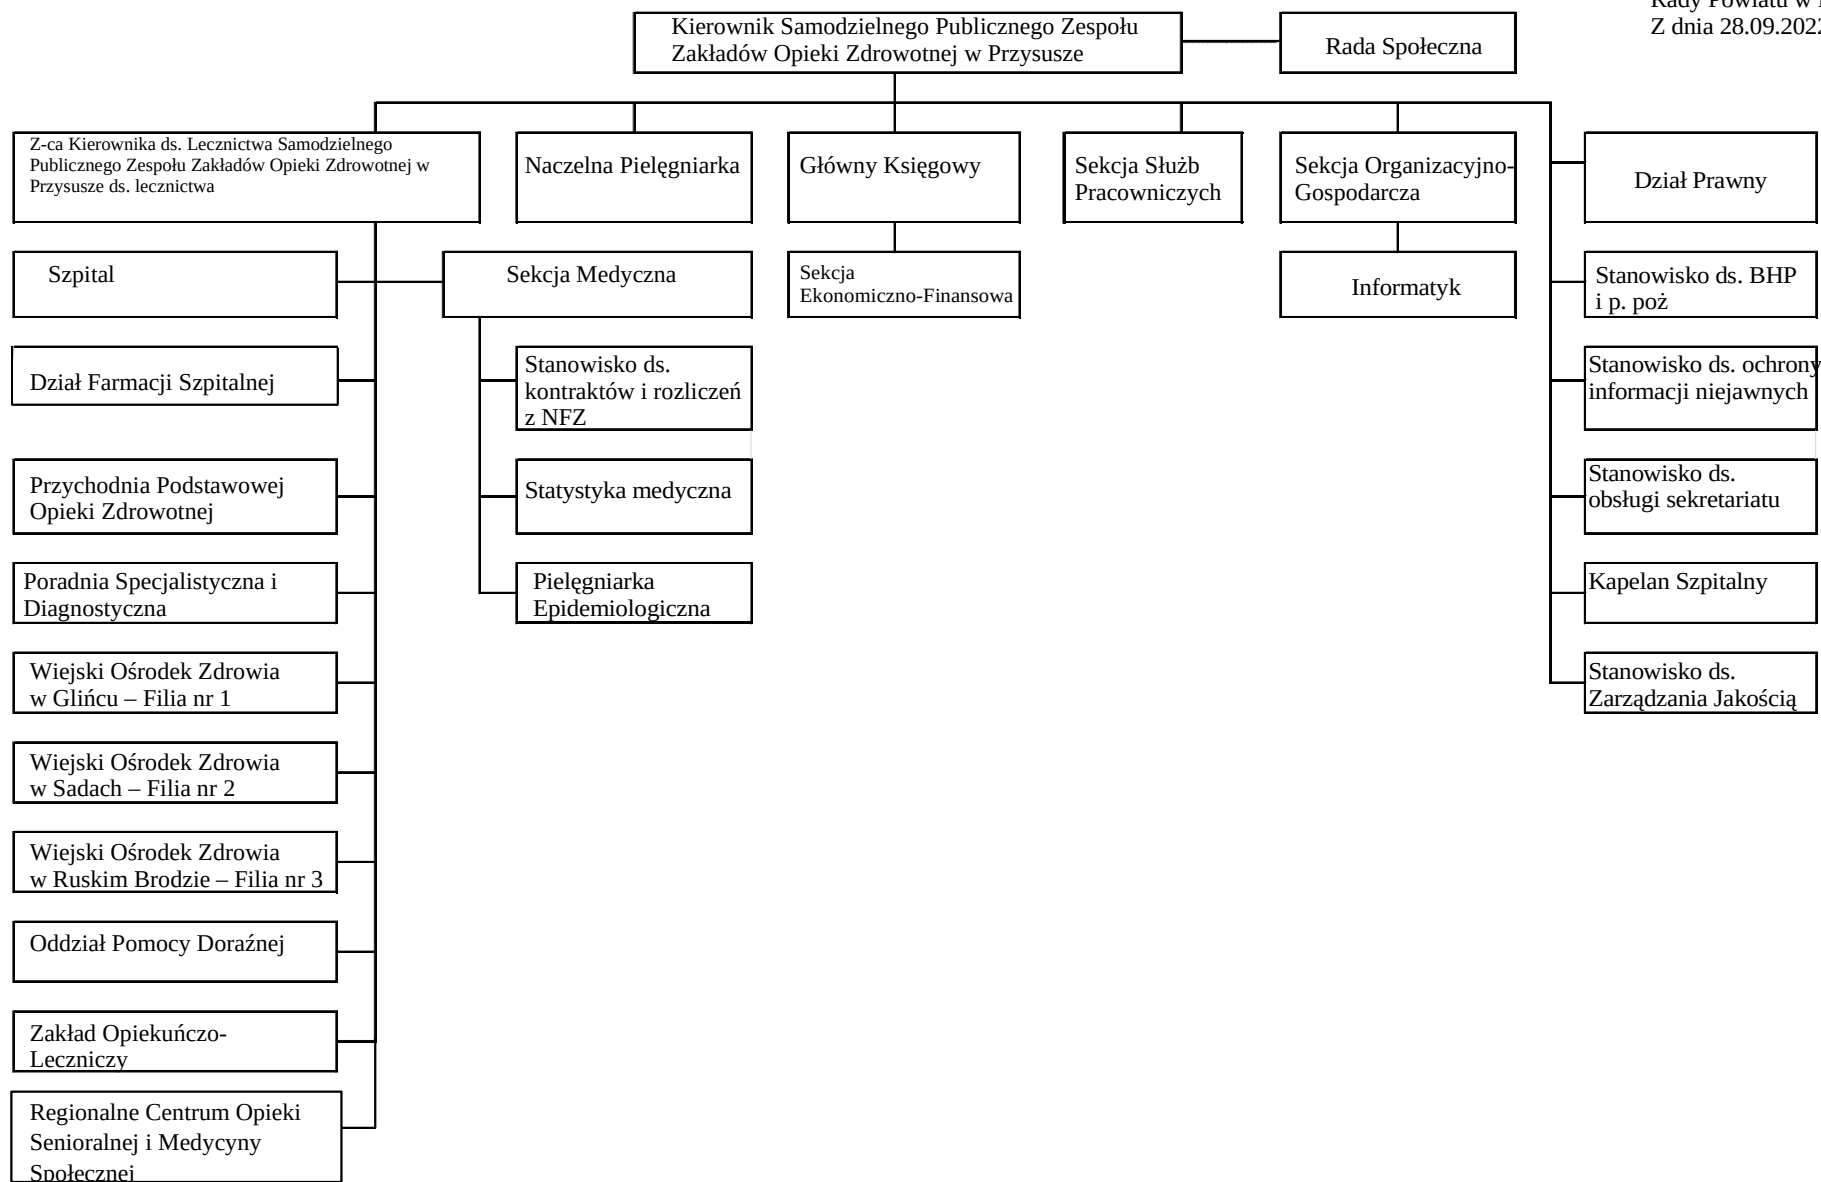 Rady Powiatu w
Z dnia 28.09.2022
Kierownik Samodzielnego Publicznego Zespołu
Zakładów Opieki Zdrowotnej w Przysusze
Rada Społeczna
Z-ca Kierownika ds. Lecznictwa Samodzielnego
Publicznego Zespołu Zakładów Opieki Zdrowotnej w
Przysusze ds. lecznictwa
Naczelna Pielęgniarka
Główny Księgowy
Sekcja Służb
Pracowniczych
Sekcja Organizacyjno-
Gospodarcza
Dział Prawny
Szpital
Sekcja Medyczna
Sekcja
Ekonomiczno-Finansowa
Informatyk
Stanowisko ds. BHP
i p. poż
Dział Farmacji Szpitalnej
Stanowisko ds.
kontraktów i rozliczeń
z NFZ
Stanowisko ds. ochrony
informacji niejawnych
Przychodnia Podstawowej
Opieki Zdrowotnej
Statystyka medyczna
Stanowisko ds.
obsługi sekretariatu
Poradnia Specjalistyczna i
Diagnostyczna
Pielęgniarka
Epidemiologiczna
Kapelan Szpitalny
Wiejski Ośrodek Zdrowia
w Glińcu – Filia nr 1
Stanowisko ds.
Zarządzania Jakością
Wiejski Ośrodek Zdrowia
w Sadach – Filia nr 2
Wiejski Ośrodek Zdrowia
w Ruskim Brodzie – Filia nr 3
Oddział Pomocy Doraźnej
Zakład Opiekuńczo-
Leczniczy
Regionalne Centrum Opieki
Senioralnej i Medycyny
Społecznej